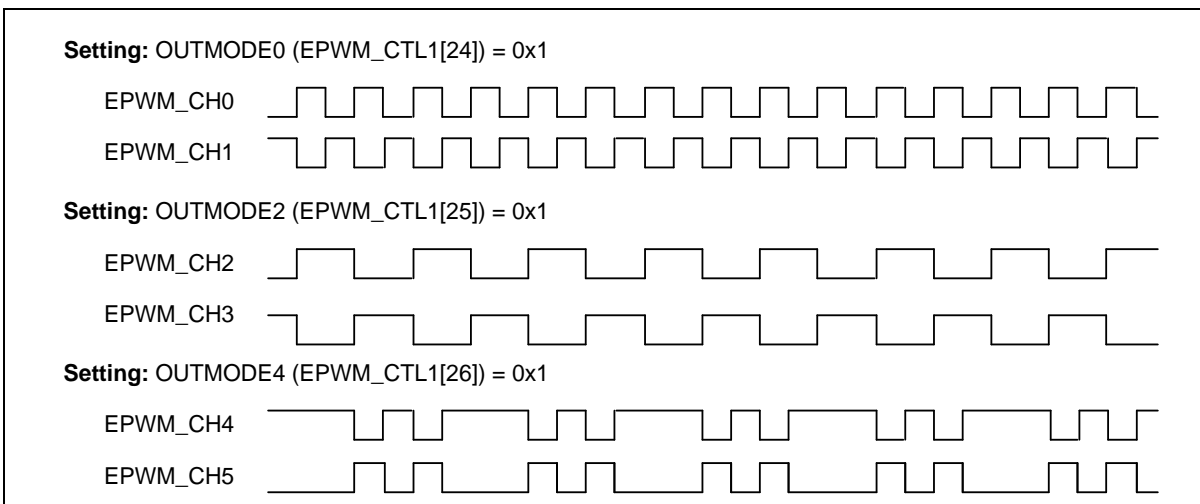 Setting: OUTMODE0 (EPWM_CTL1[24]) = 0x1
EPWM_CH0
EPWM_CH1
Setting: OUTMODE2 (EPWM_CTL1[25]) = 0x1
EPWM_CH2
EPWM_CH3
Setting: OUTMODE4 (EPWM_CTL1[26]) = 0x1
EPWM_CH4
EPWM_CH5